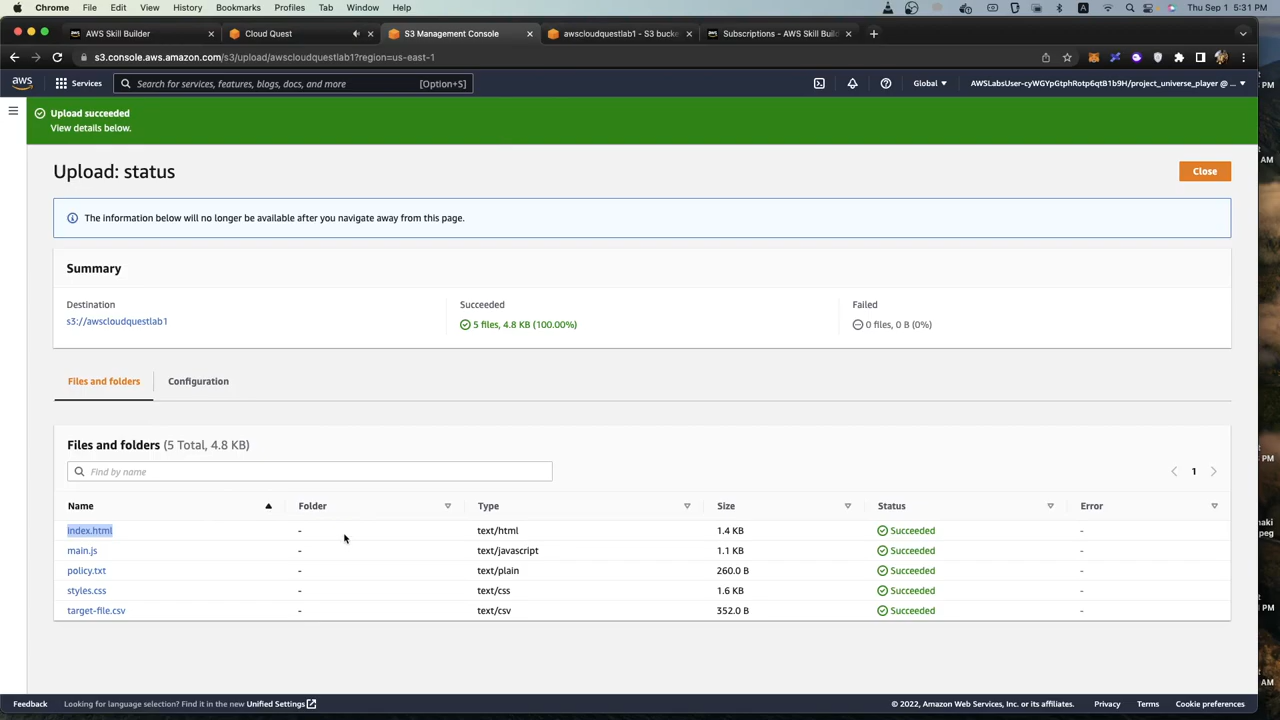 Chrome File Edit View History Bookmarks Profiles Tab Window Help Thu Sep 1 5:31 PM
AWS Skill Builder Cloud Quest S3 Management Console awscloudquestlab1 - S3 bucke Subscriptions - AWS Skill Build
s3.console.aws.amazon.com/s3/upload/awscloudquestlab1?region=us-east-1
aws Services Search for services, features, blogs, docs, and more [Option+S] Global AWSLabsUser-cyWGYpGtphRotp6qtB1b9H/project_universe_player @ ...
Upload succeeded
View details below.
Upload: status
Close
The information below will no longer be available after you navigate away from this page.
Summary
Destination Succeeded Failed
s3://awscloudquestlab1 5 files, 4.8 KB (100.00%) 0 files, 0 B (0%)
Files and folders Configuration
Files and folders (5 Total, 4.8 KB)
Find by name 1
Name Folder Type Size Status Error
index.html - text/html 1.4 KB Succeeded -
main.js - text/javascript 1.1 KB Succeeded -
policy.txt - text/plain 260.0 B Succeeded -
styles.css - text/css 1.6 KB Succeeded -
target-file.csv - text/csv 352.0 B Succeeded -
Feedback Looking for language selection? Find it in the new Unified Settings © 2022, Amazon Web Services, Inc. or its affiliates. Privacy Terms Cookie preferences